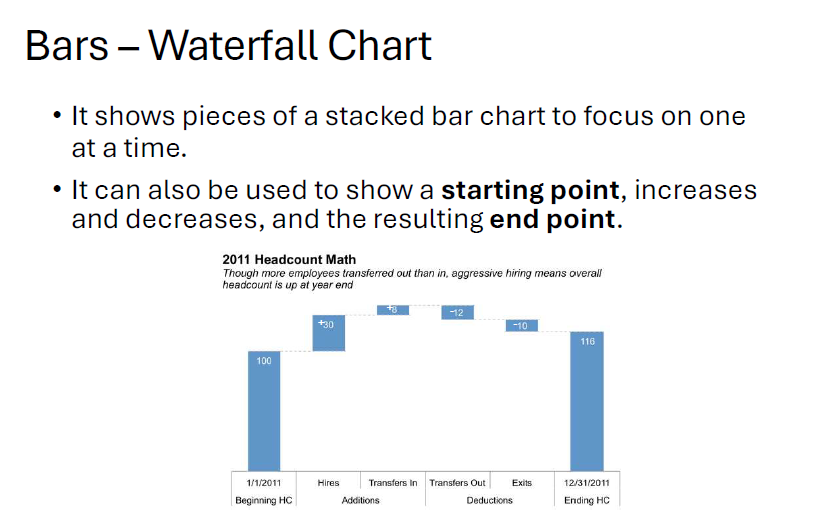 Bars – Waterfall Chart
• It shows pieces of a stacked bar chart to focus on one
at a time.
• It can also be used to show a starting point, increases
and decreases, and the resulting end point.
2011 Headcount Math
Though more employees transferred out than in, aggressive hiring means overall
headcount is up at year end
100
+30
+8
−12
−10
116
1/1/2011 Hires Transfers In Transfers Out Exits 12/31/2011
Beginning HC Additions Deductions Ending HC